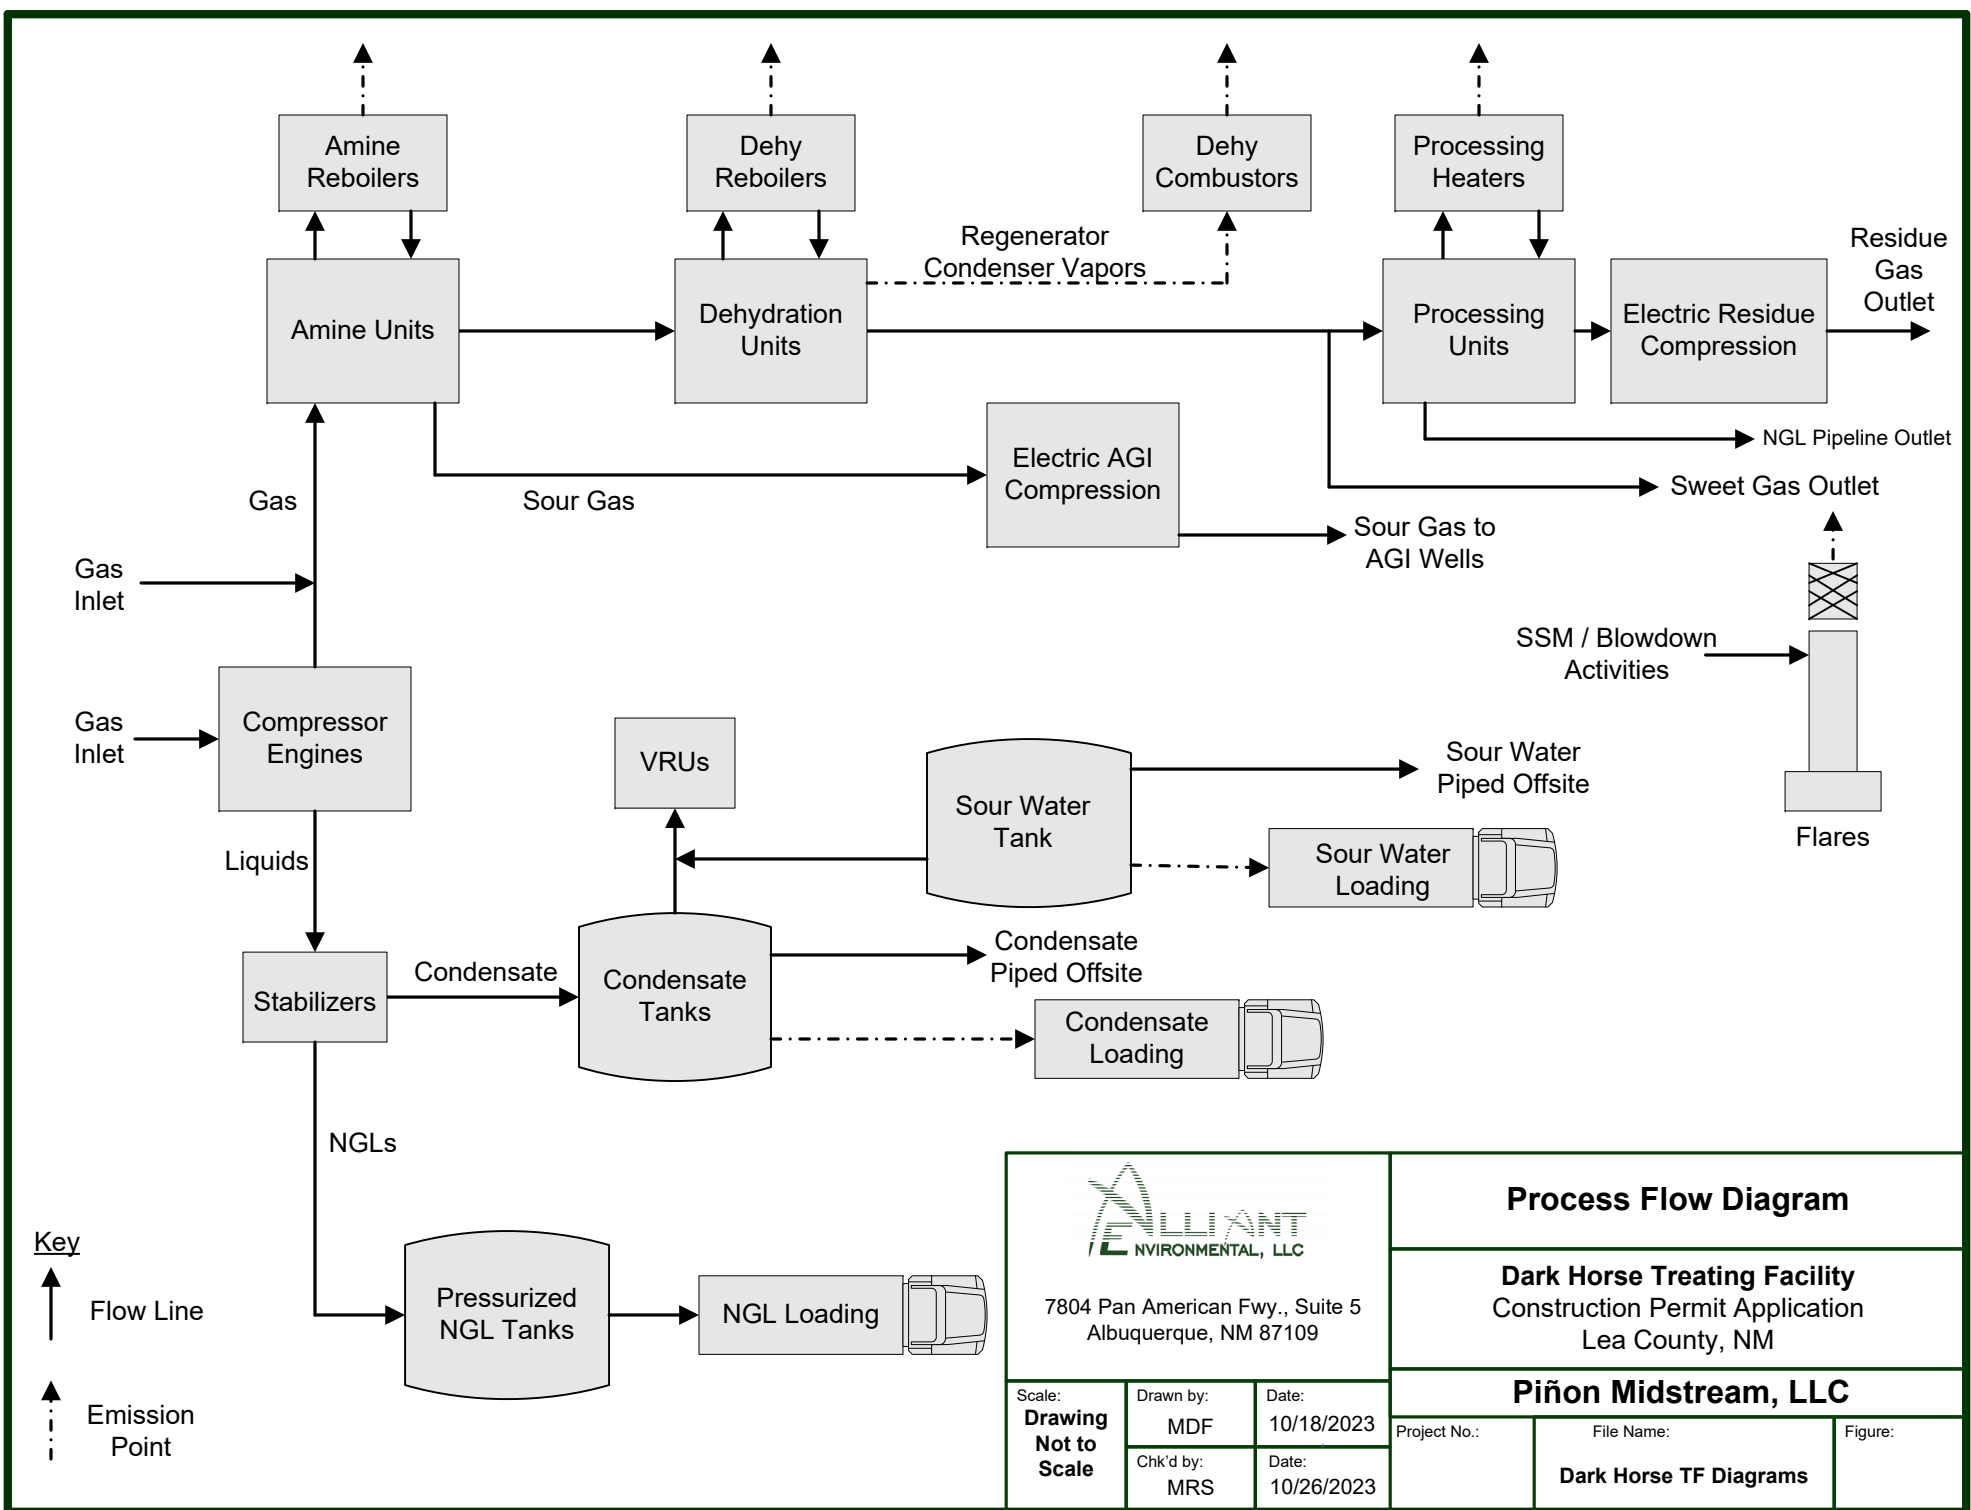 Amine
Reboilers
Dehy
Reboilers
Dehy
Combustors
Processing
Heaters
Regenerator
Condenser Vapors
Residue
Gas
Outlet
Amine Units
Dehydration
Units
Processing
Units
Electric Residue
Compression
NGL Pipeline Outlet
Electric AGI
Compression
Sweet Gas Outlet
Gas
Sour Gas
Sour Gas to
AGI Wells
Gas
Inlet
SSM / Blowdown
Activities
Gas
Inlet
Compressor
Engines
VRUs
Sour Water
Tank
Sour Water
Piped Offsite
Flares
Liquids
Sour Water
Loading
Condensate
Condensate
Tanks
Condensate
Piped Offsite
Stabilizers
Condensate
Loading
NGLs
Key
Flow Line
Emission
Point
Pressurized
NGL Tanks
NGL Loading
ALLIANT
ENVIRONMENTAL, LLC
7804 Pan American Fwy., Suite 5
Albuquerque, NM 87109
Process Flow Diagram
Dark Horse Treating Facility
Construction Permit Application
Lea County, NM
Piñon Midstream, LLC
Scale:
Drawing
Not to
Scale
Drawn by:
MDF
Date:
10/18/2023
Chk'd by:
MRS
Date:
10/26/2023
Project No.:
File Name:
Dark Horse TF Diagrams
Figure: